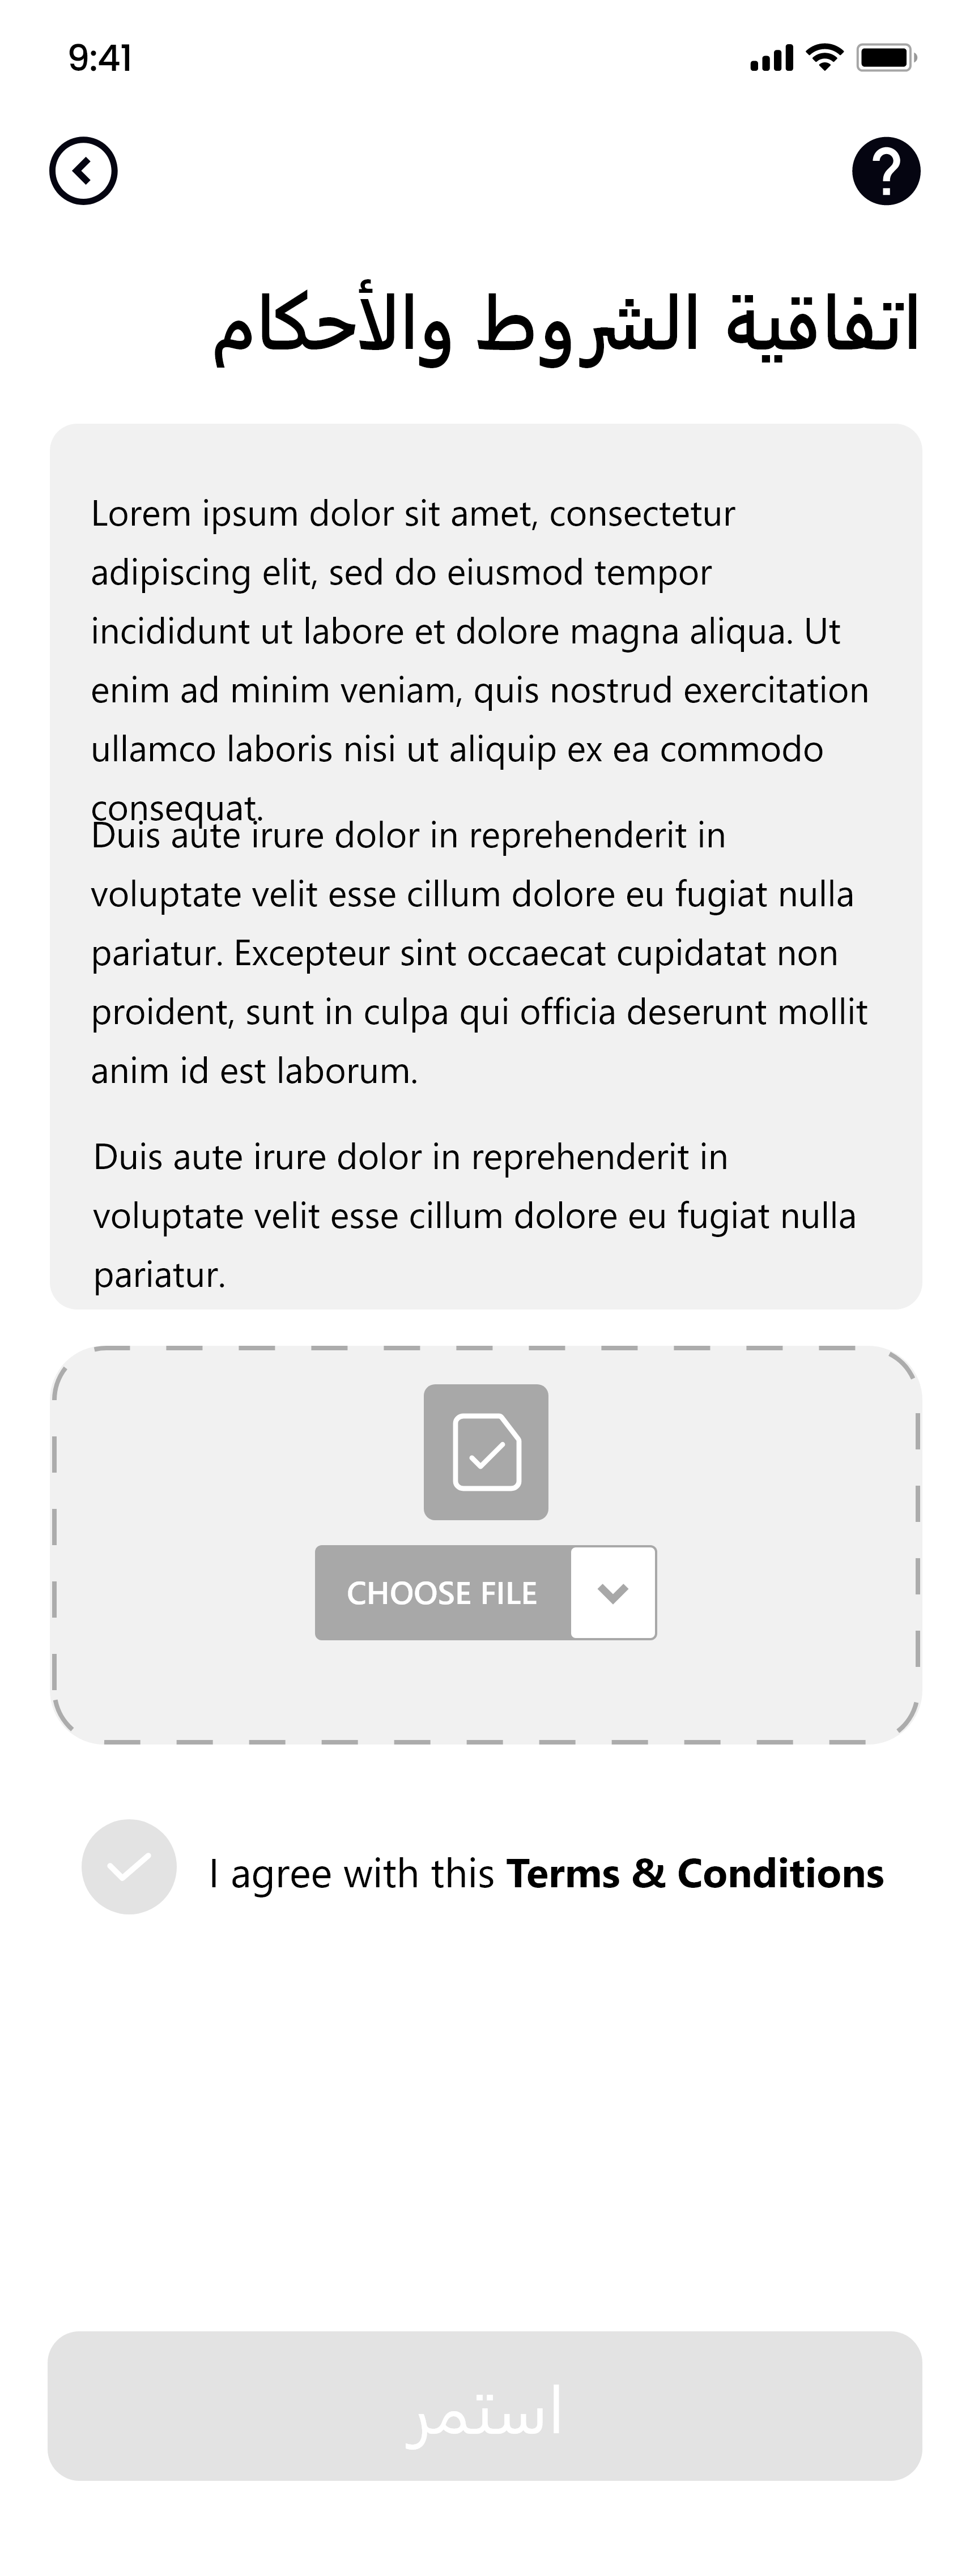 9:41
?
اتفاقية الشروط والأحكام
Lorem ipsum dolor sit amet, consectetur
adipiscing elit, sed do eiusmod tempor
incididunt ut labore et dolore magna aliqua. Ut
enim ad minim veniam, quis nostrud exercitation
ullamco laboris nisi ut aliquip ex ea commodo
consequat.
Duis aute irure dolor in reprehenderit in
voluptate velit esse cillum dolore eu fugiat nulla
pariatur. Excepteur sint occaecat cupidatat non
proident, sunt in culpa qui officia deserunt mollit
anim id est laborum.
Duis aute irure dolor in reprehenderit in
voluptate velit esse cillum dolore eu fugiat nulla
pariatur.
CHOOSE FILE
I agree with this Terms & Conditions
استمر